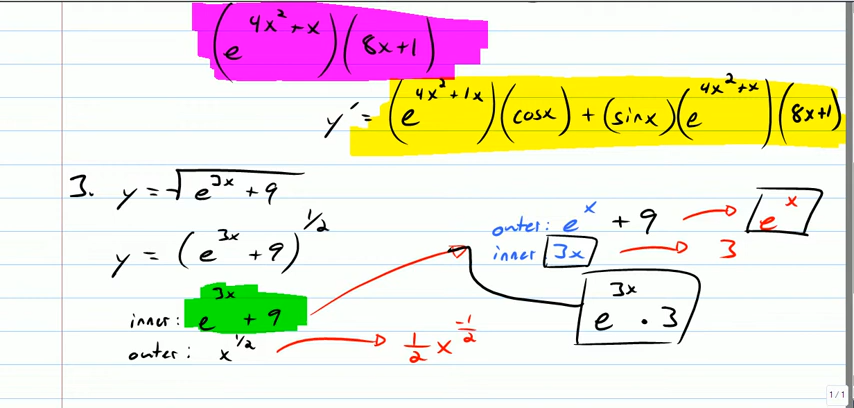 (e^{4x²+x})(8x+1)
y' = (e^{4x²+1x})(cosx) + (sinx)(e^{4x²+x})(8x+1)
3. y = √(e^{3x} + 9)
y = (e^{3x} + 9)^{1/2}
outer: e^x + 9 → e^x
inner 3x → 3
inner: e^{3x} + 9
e^{3x} · 3
outer: x^{1/2} → 1/2 x^{-1/2}
1/1